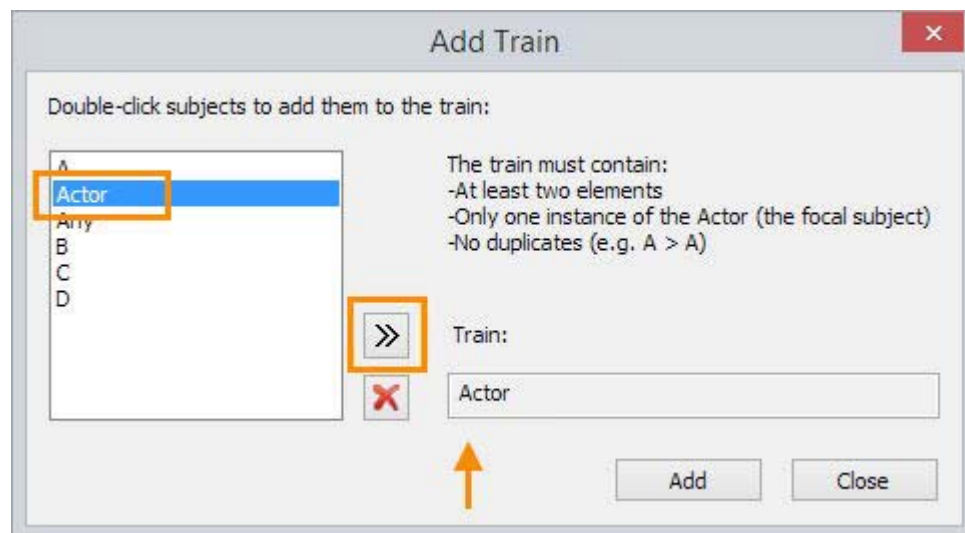 Add Train
Double-click subjects to add them to the train:
A
Actor
Any
B
C
D
The train must contain:
-At least two elements
-Only one instance of the Actor (the focal subject)
-No duplicates (e.g. A > A)
Train:
Actor
Add
Close